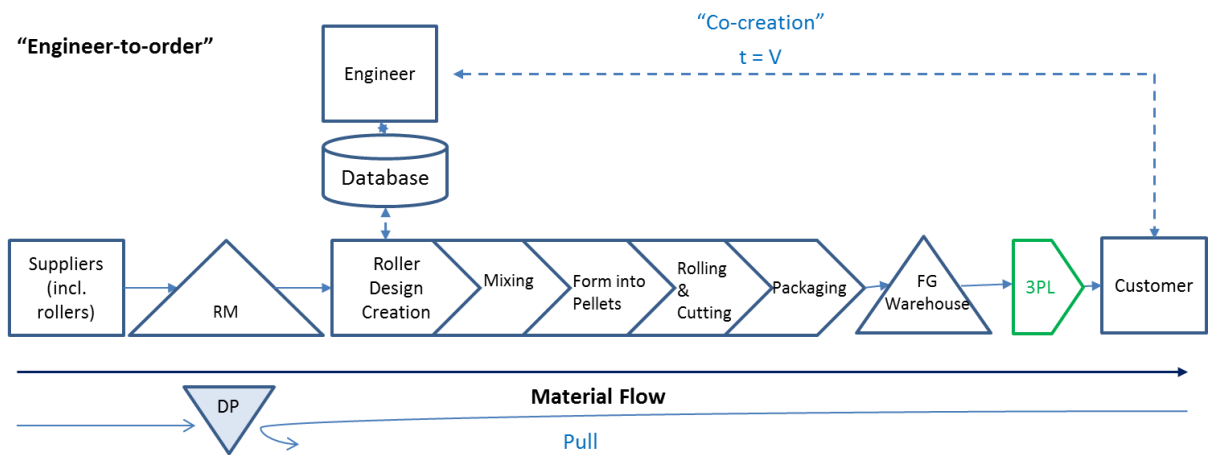 “Co-creation”
“Engineer-to-order”
t = V
Engineer
Database
Suppliers
(incl.
rollers)
RM
Roller
Design
Creation
Mixing
Form into
Pellets
Rolling
&
Cutting
Packaging
FG
Warehouse
3PL
Customer
Material Flow
DP
Pull